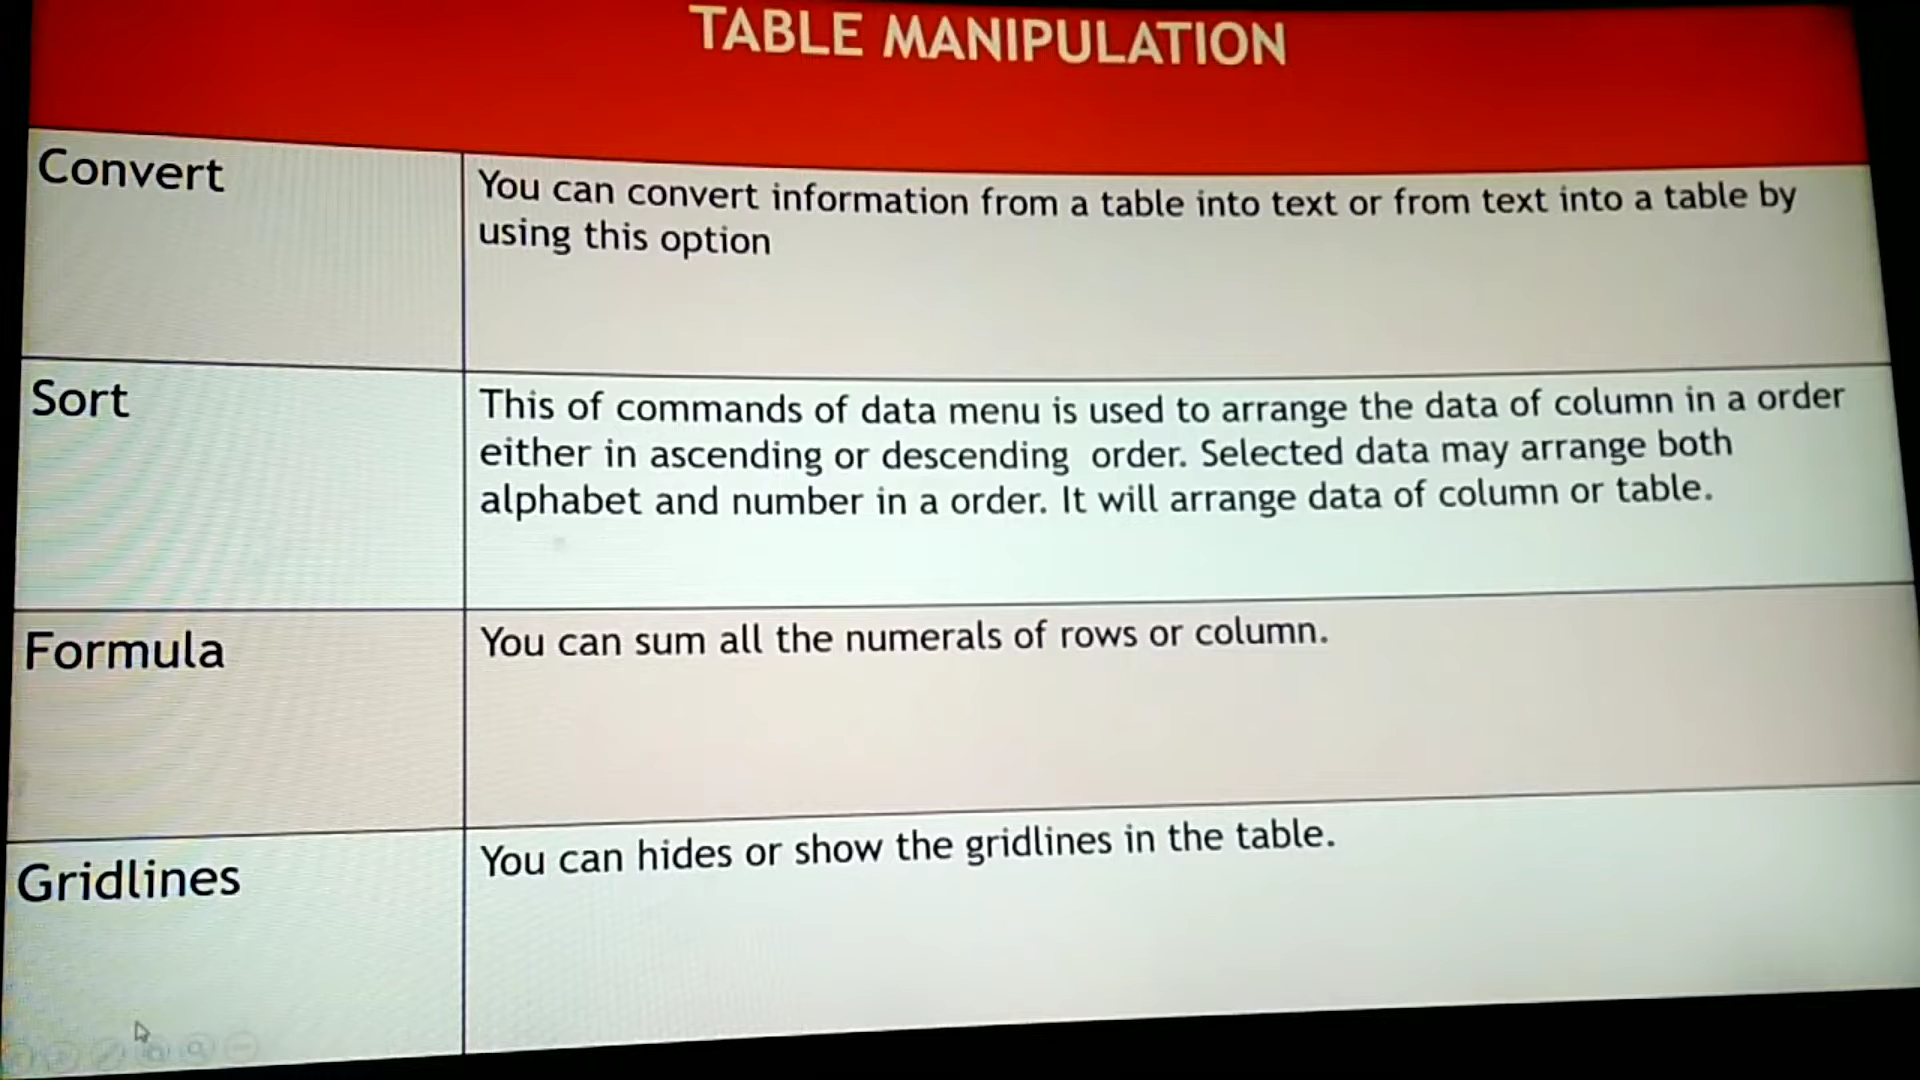 TABLE MANIPULATION
Convert
You can convert information from a table into text or from text into a table by
using this option
Sort
This of commands of data menu is used to arrange the data of column in a order
either in ascending or descending order. Selected data may arrange both
alphabet and number in a order. It will arrange data of column or table.
Formula
You can sum all the numerals of rows or column.
Gridlines
You can hides or show the gridlines in the table.